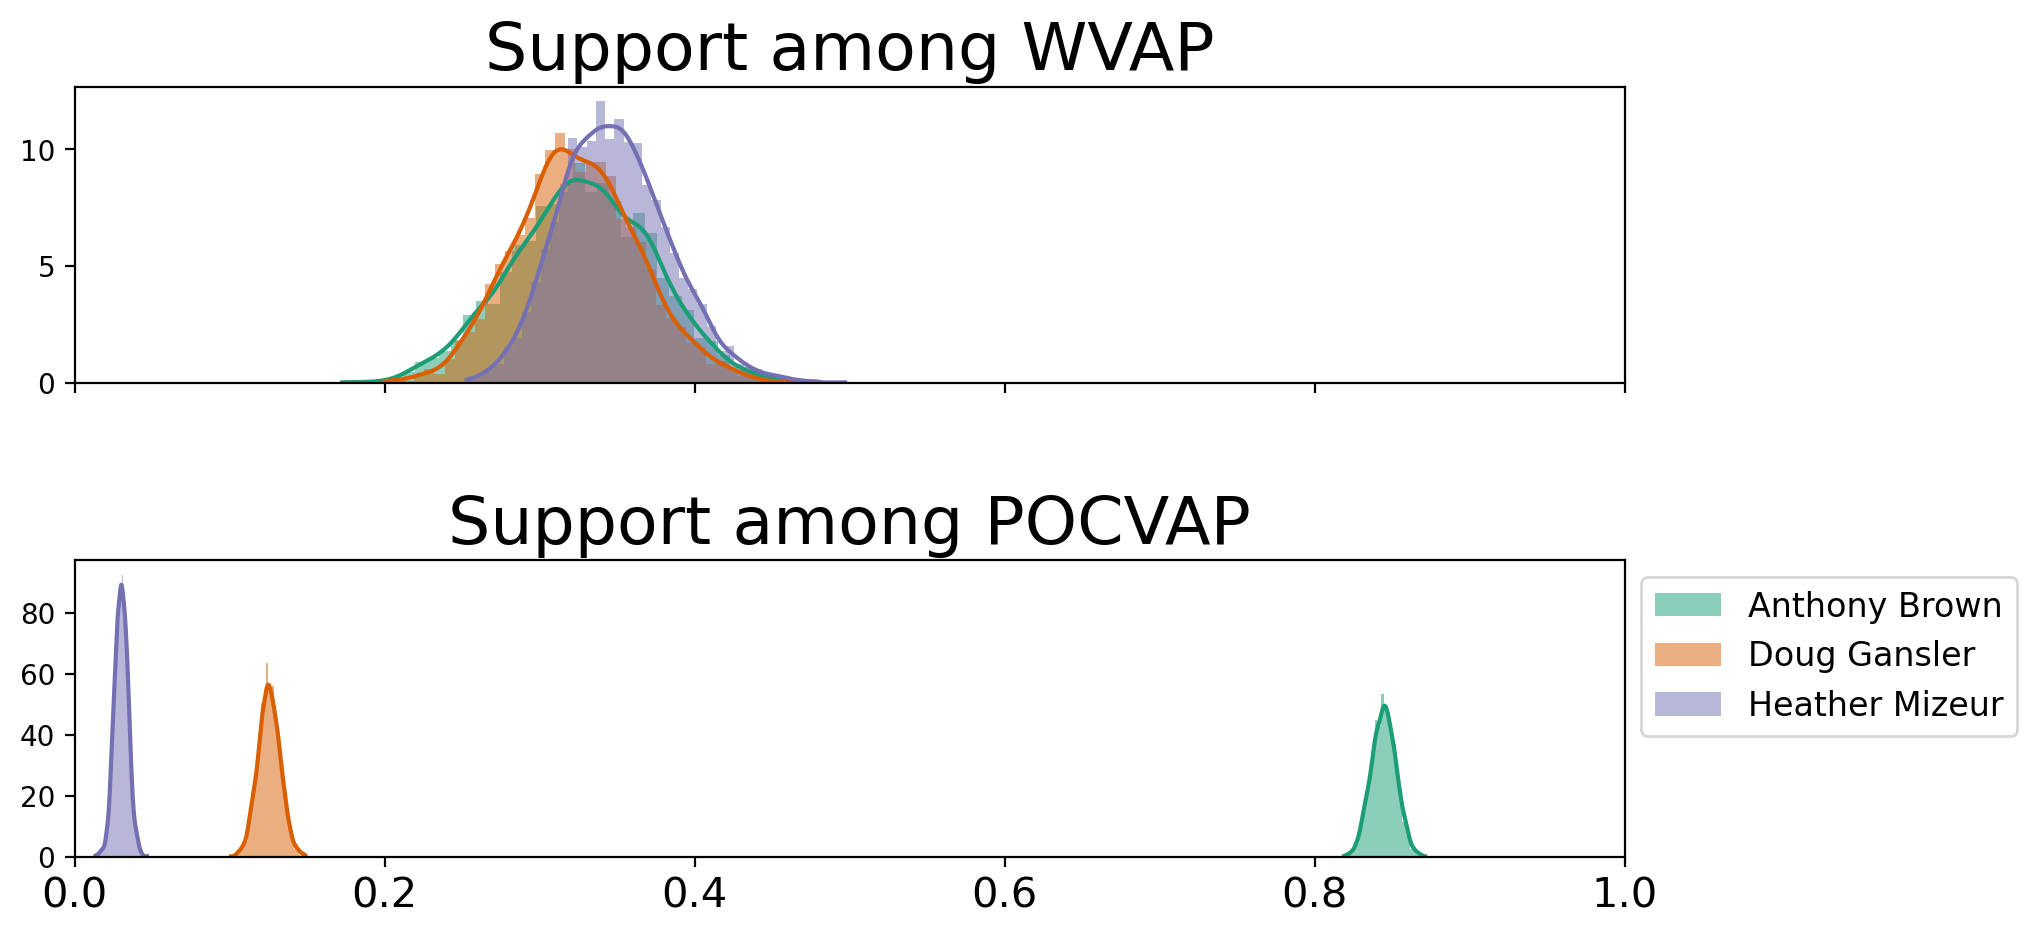 Support among WVAP
10
5
0
Support among POCVAP
80
60
40
20
0
0.0 0.2 0.4 0.6 0.8 1.0
Anthony Brown
Doug Gansler
Heather Mizeur